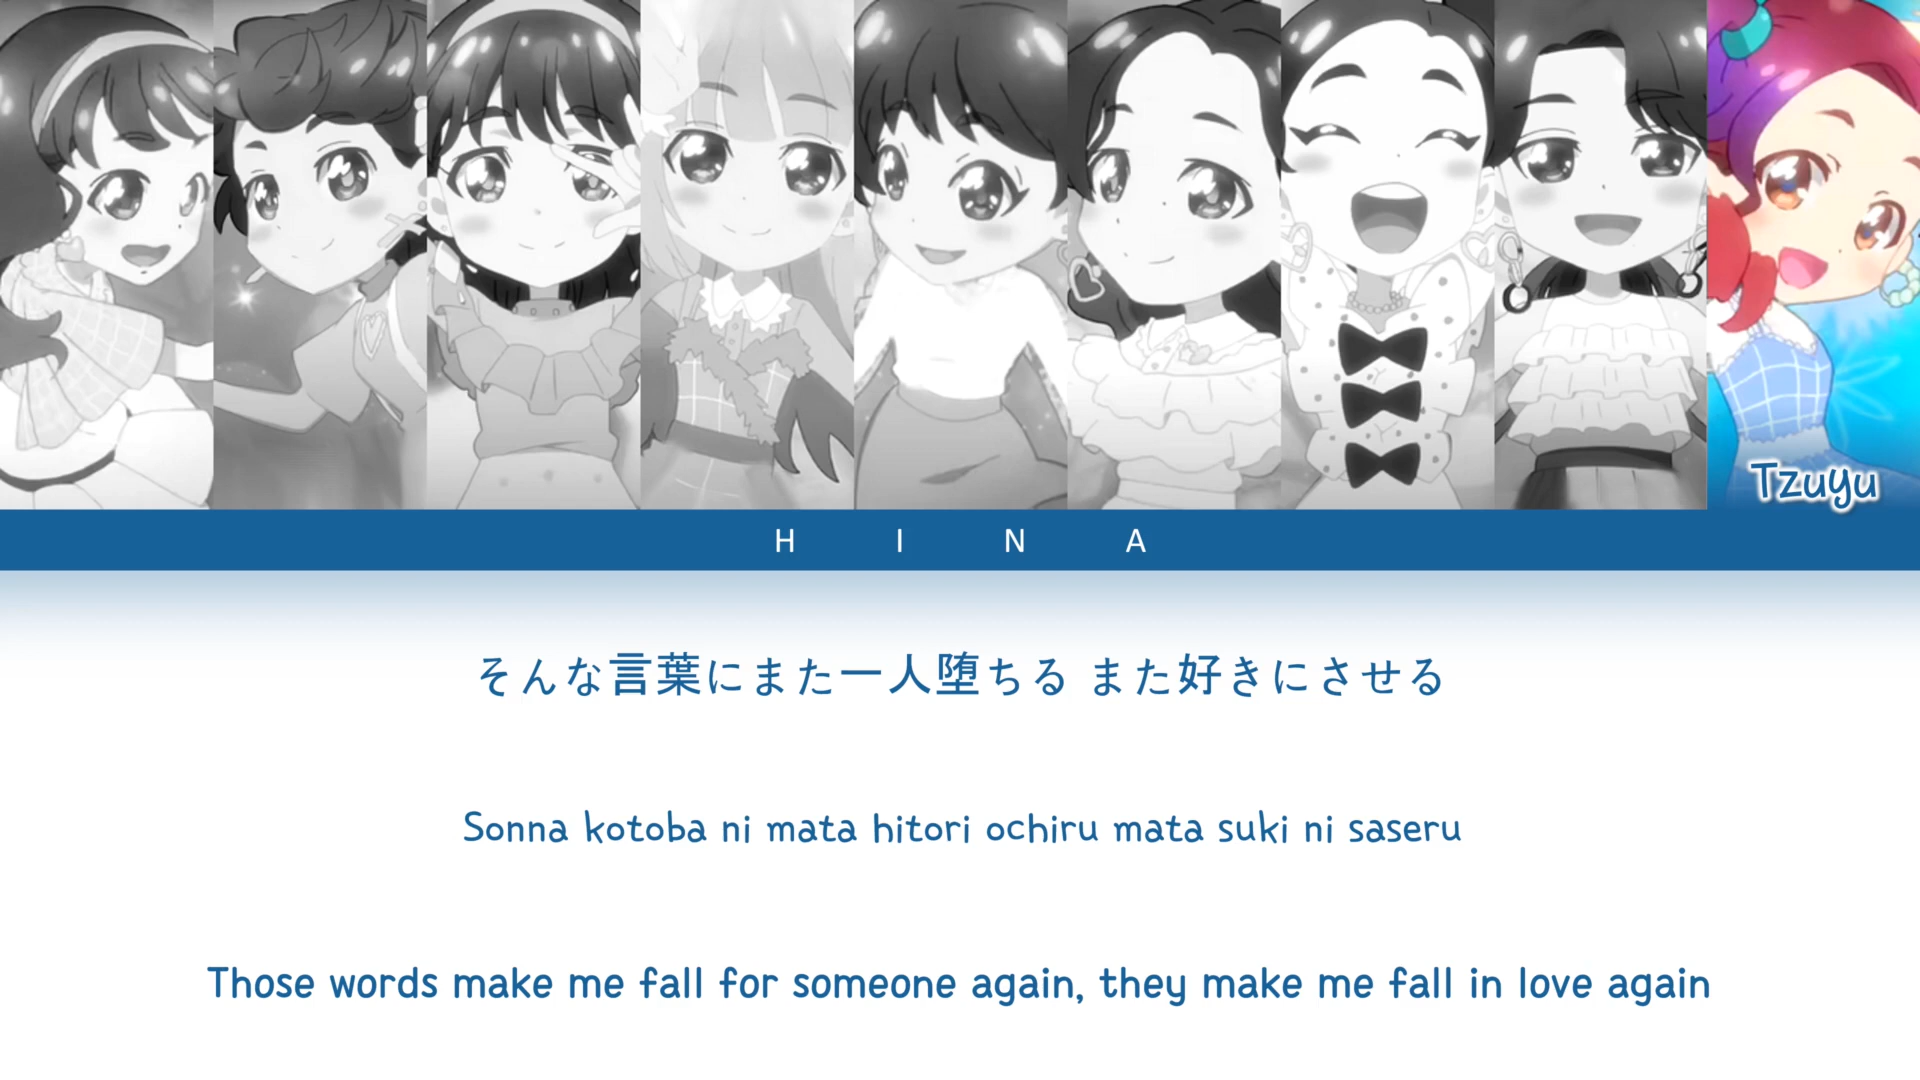 Tzuyu
H I N A
そんな言葉にまた一人堕ちる また好きにさせる
Sonna kotoba ni mata hitori ochiru mata suki ni saseru
Those words make me fall for someone again, they make me fall in love again